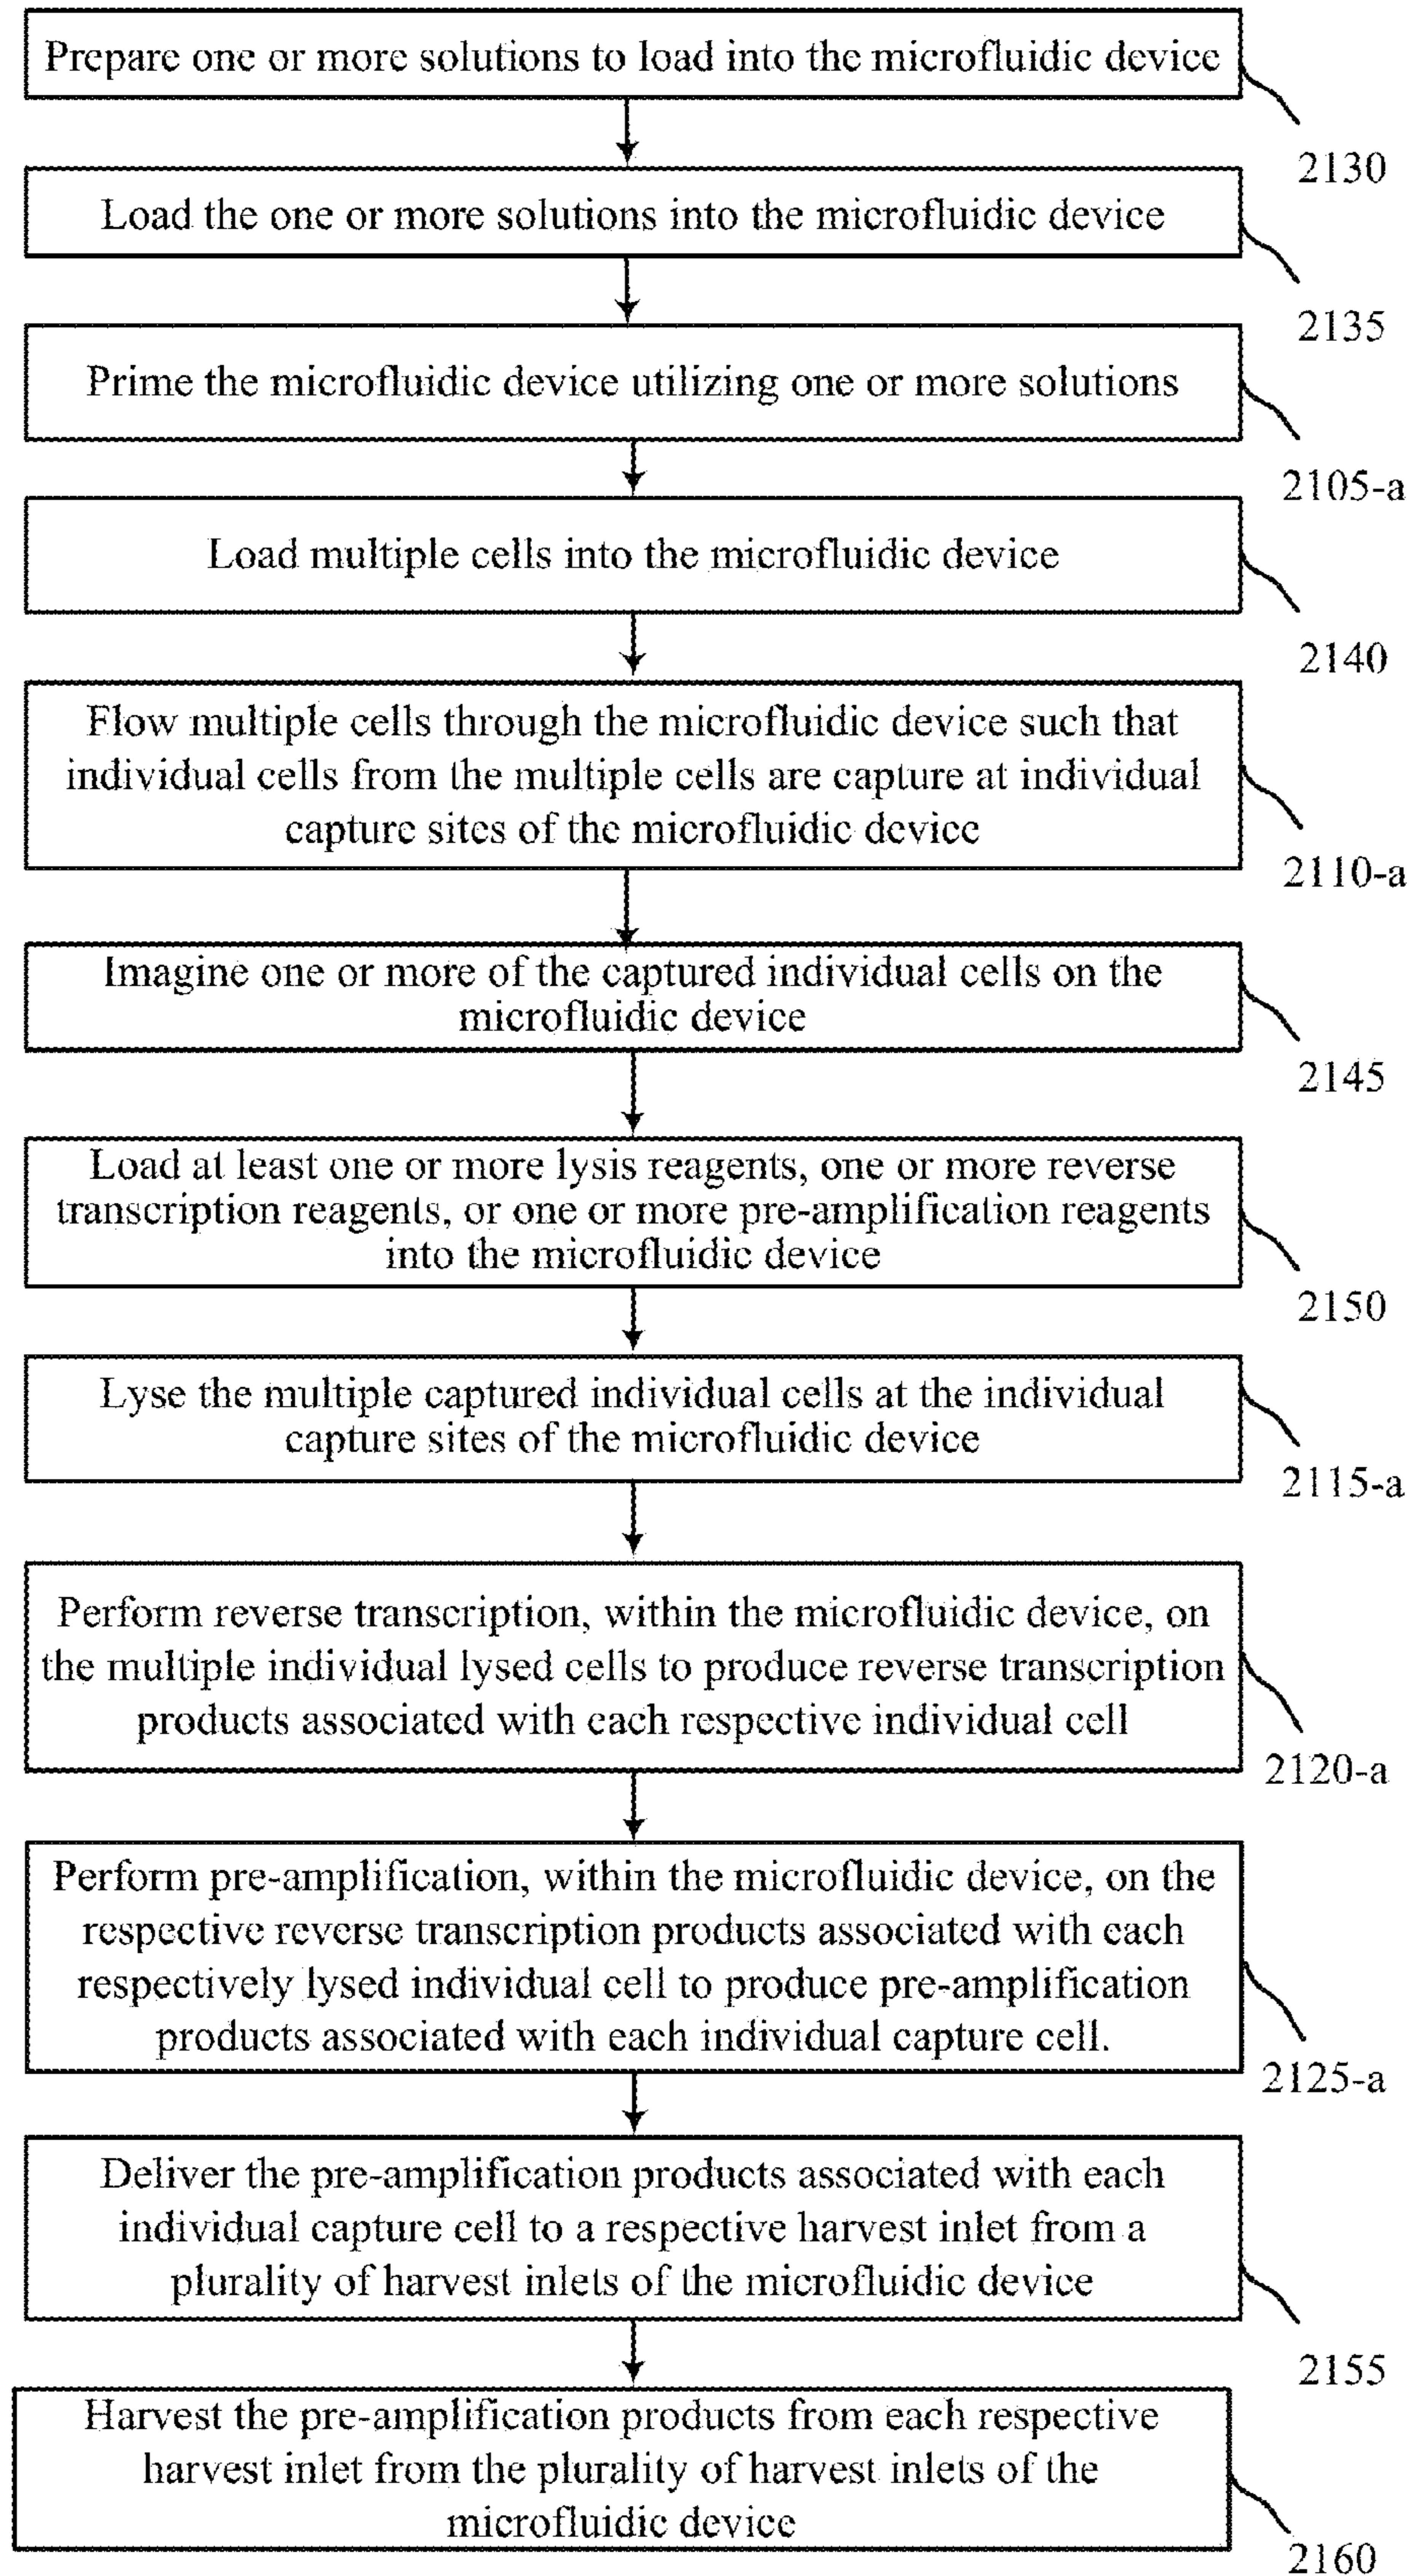 Prepare one or more solutions to load into the microfluidic device
2130
Load the one or more solutions into the microfluidic device
2135
Prime the microfluidic device utilizing one or more solutions
2105-a
Load multiple cells into the microfluidic device
2140
Flow multiple cells through the microfluidic device such that
individual cells from the multiple cells are capture at individual
capture sites of the microfluidic device
2110-a
Imagine one or more of the captured individual cells on the
microfluidic device
2145
Load at least one or more lysis reagents, one or more reverse
transcription reagents, or one or more pre-amplification reagents
into the microfluidic device
2150
Lyse the multiple captured individual cells at the individual
capture sites of the microfluidic device
2115-a
Perform reverse transcription, within the microfluidic device, on
the multiple individual lysed cells to produce reverse transcription
products associated with each respective individual cell
2120-a
Perform pre-amplification, within the microfluidic device, on the
respective reverse transcription products associated with each
respectively lysed individual cell to produce pre-amplification
products associated with each individual capture cell.
2125-a
Deliver the pre-amplification products associated with each
individual capture cell to a respective harvest inlet from a
plurality of harvest inlets of the microfluidic device
2155
Harvest the pre-amplification products from each respective
harvest inlet from the plurality of harvest inlets of the
microfluidic device
2160